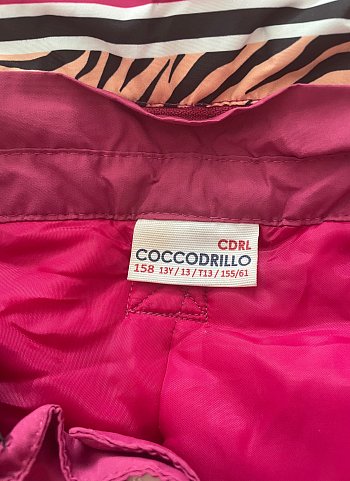 CDRL
COCCODRILLO
158 13Y / 13 / T13 / 155/61